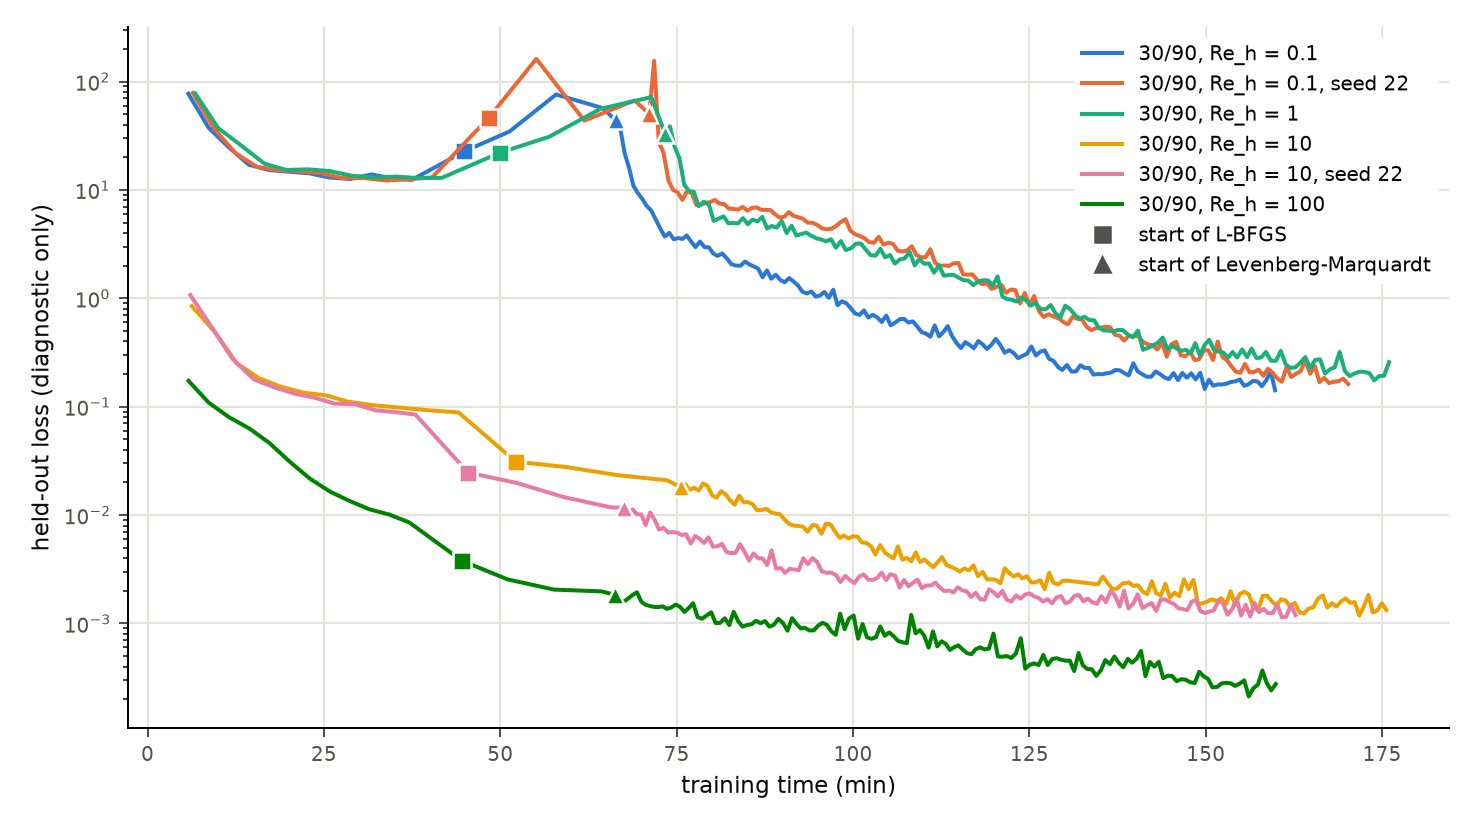 held-out loss (diagnostic only)
10²
10¹
10⁰
10⁻¹
10⁻²
10⁻³
30/90, Re_h = 0.1
30/90, Re_h = 0.1, seed 22
30/90, Re_h = 1
30/90, Re_h = 10
30/90, Re_h = 10, seed 22
30/90, Re_h = 100
start of L-BFGS
start of Levenberg-Marquardt
0 25 50 75 100 125 150 175
training time (min)